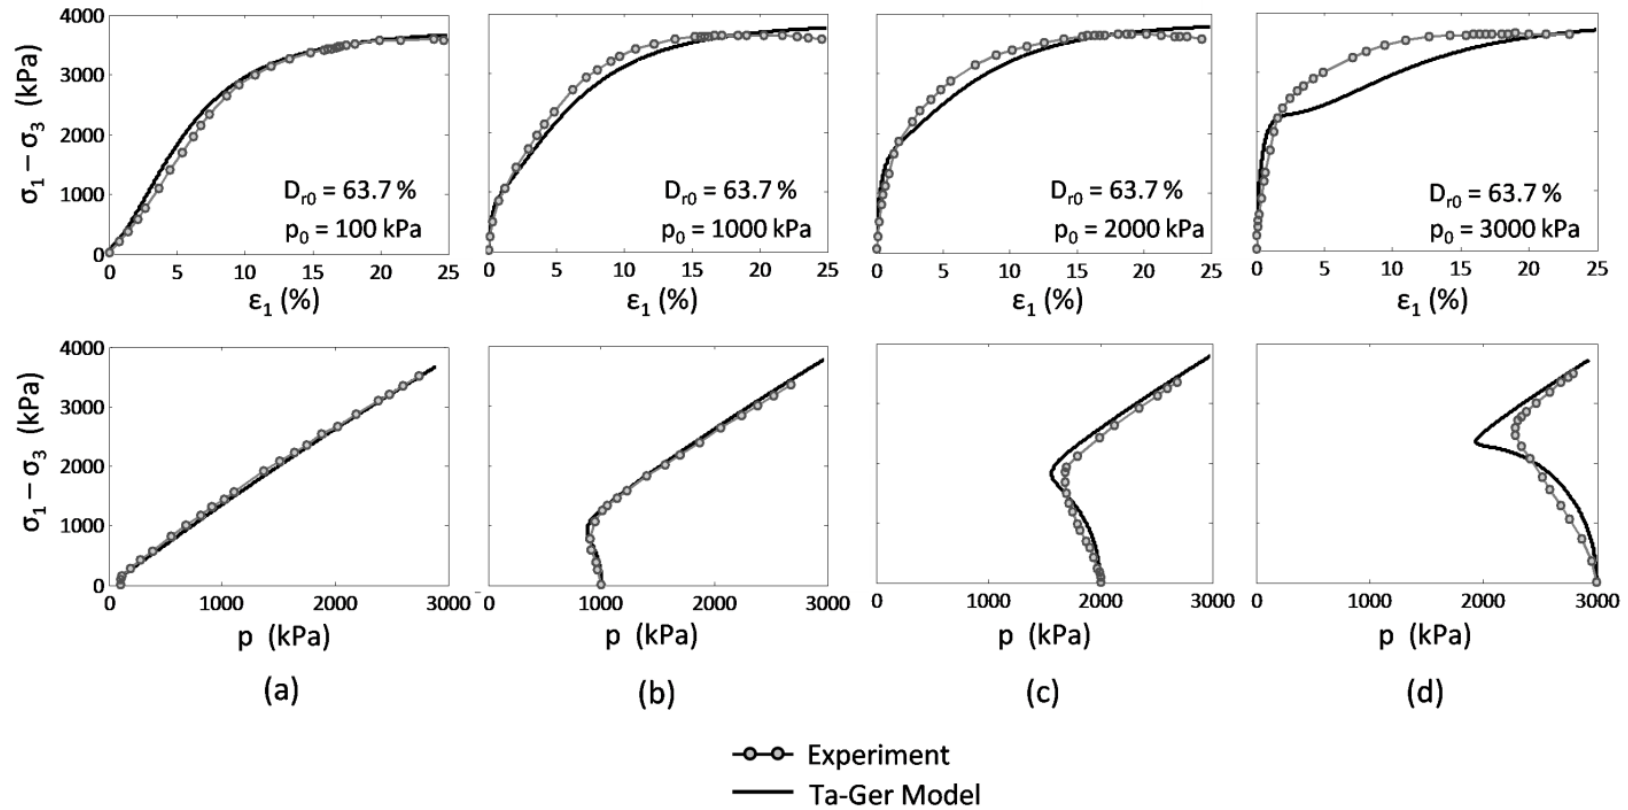 4000
3000
2000
1000
0
σ₁ – σ₃ (kPa)
D_r0 = 63.7 %
p₀ = 100 kPa
0 5 10 15 20 25
ε₁ (%)
D_r0 = 63.7 %
p₀ = 1000 kPa
0 5 10 15 20 25
ε₁ (%)
D_r0 = 63.7 %
p₀ = 2000 kPa
0 5 10 15 20 25
ε₁ (%)
D_r0 = 63.7 %
p₀ = 3000 kPa
0 5 10 15 20 25
ε₁ (%)
4000
3000
2000
1000
0
σ₁ – σ₃ (kPa)
0 1000 2000 3000
p (kPa)
(a)
0 1000 2000 3000
p (kPa)
(b)
0 1000 2000 3000
p (kPa)
(c)
0 1000 2000 3000
p (kPa)
(d)
Experiment
Ta-Ger Model